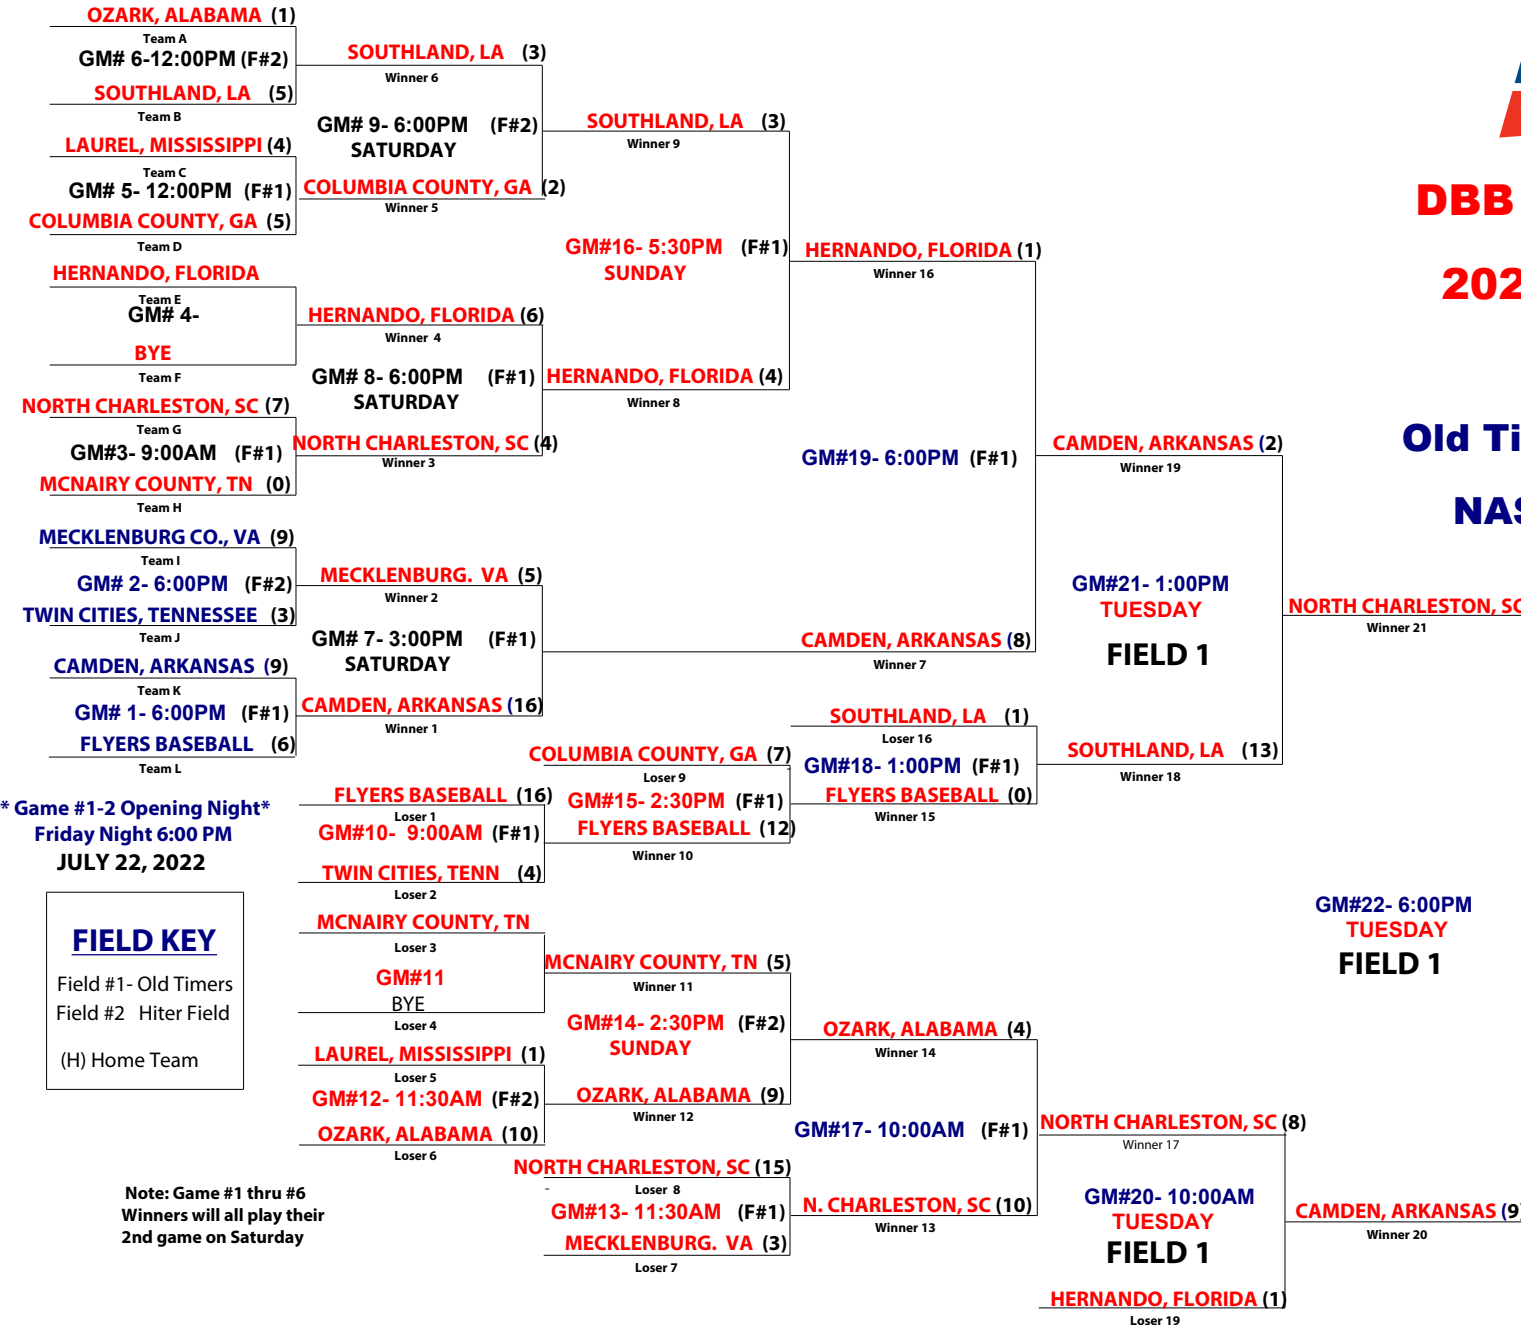 OZARK, ALABAMA (1)
Team A
GM# 6-12:00PM (F#2)
SOUTHLAND, LA (5)
Team B
LAUREL, MISSISSIPPI (4)
Team C
GM# 5- 12:00PM (F#1)
COLUMBIA COUNTY, GA (5)
Team D
HERNANDO, FLORIDA
Team E
GM# 4-
BYE
Team F
NORTH CHARLESTON, SC (7)
Team G
GM#3- 9:00AM (F#1)
MCNAIRY COUNTY, TN (0)
Team H
MECKLENBURG CO., VA (9)
Team I
GM# 2- 6:00PM (F#2)
TWIN CITIES, TENNESSEE (3)
Team J
CAMDEN, ARKANSAS (9)
Team K
GM# 1- 6:00PM (F#1)
FLYERS BASEBALL (6)
Team L
* Game #1-2 Opening Night*
Friday Night 6:00 PM
JULY 22, 2022
FIELD KEY
Field #1- Old Timers
Field #2 Hiter Field
(H) Home Team
Note: Game #1 thru #6
Winners will all play their
2nd game on Saturday
SOUTHLAND, LA (3)
Winner 6
GM# 9- 6:00PM (F#2)
SATURDAY
COLUMBIA COUNTY, GA (2)
Winner 5
HERNANDO, FLORIDA (6)
Winner 4
GM# 8- 6:00PM (F#1)
SATURDAY
NORTH CHARLESTON, SC (4)
Winner 3
MECKLENBURG. VA (5)
Winner 2
GM# 7- 3:00PM (F#1)
SATURDAY
CAMDEN, ARKANSAS (16)
Winner 1
FLYERS BASEBALL (16)
Loser 1
GM#10- 9:00AM (F#1)
TWIN CITIES, TENN (4)
Loser 2
MCNAIRY COUNTY, TN
Loser 3
GM#11
BYE
Loser 4
LAUREL, MISSISSIPPI (1)
Loser 5
GM#12- 11:30AM (F#2)
OZARK, ALABAMA (10)
Loser 6
SOUTHLAND, LA (3)
Winner 9
GM#16- 5:30PM (F#1)
SUNDAY
HERNANDO, FLORIDA (4)
Winner 8
COLUMBIA COUNTY, GA (7)
Loser 9
GM#15- 2:30PM (F#1)
FLYERS BASEBALL (12)
Winner 10
MCNAIRY COUNTY, TN (5)
Winner 11
GM#14- 2:30PM (F#2)
SUNDAY
OZARK, ALABAMA (9)
Winner 12
NORTH CHARLESTON, SC (15)
Loser 8
GM#13- 11:30AM (F#1)
MECKLENBURG. VA (3)
Loser 7
HERNANDO, FLORIDA (1)
Winner 16
GM#19- 6:00PM (F#1)
CAMDEN, ARKANSAS (8)
Winner 7
SOUTHLAND, LA (1)
Loser 16
GM#18- 1:00PM (F#1)
FLYERS BASEBALL (0)
Winner 15
OZARK, ALABAMA (4)
Winner 14
GM#17- 10:00AM (F#1)
N. CHARLESTON, SC (10)
Winner 13
CAMDEN, ARKANSAS (2)
Winner 19
GM#21- 1:00PM
TUESDAY
FIELD 1
SOUTHLAND, LA (13)
Winner 18
NORTH CHARLESTON, SC (8)
Winner 17
GM#20- 10:00AM
TUESDAY
FIELD 1
HERNANDO, FLORIDA (1)
Loser 19
NORTH CHARLESTON, SC
Winner 21
GM#22- 6:00PM
TUESDAY
FIELD 1
CAMDEN, ARKANSAS (9)
Winner 20
DBB
202
Old Ti
NAS